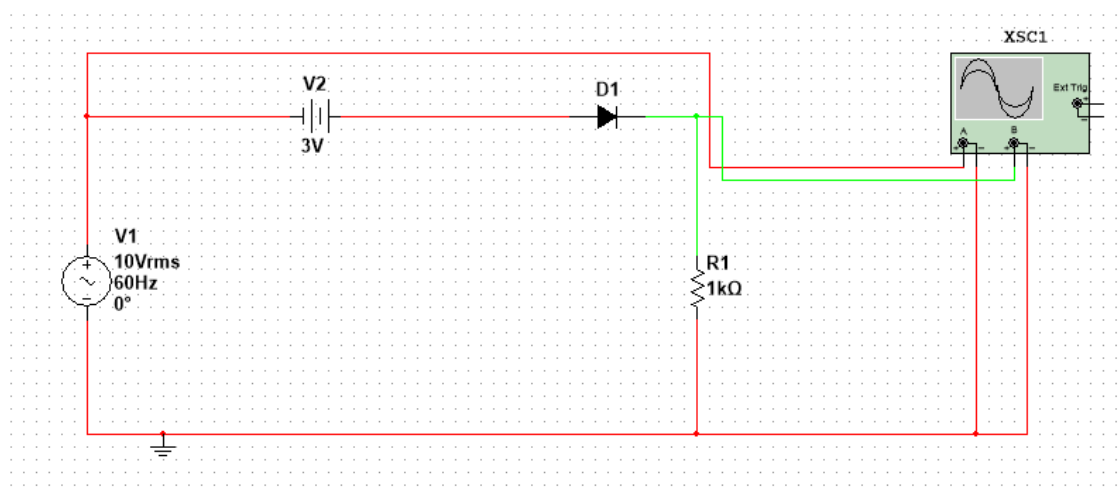 XSC1
V2
D1
Ext Trig
+
3V
A
B
+
V1
10Vrms
60Hz
0°
R1
1kΩ